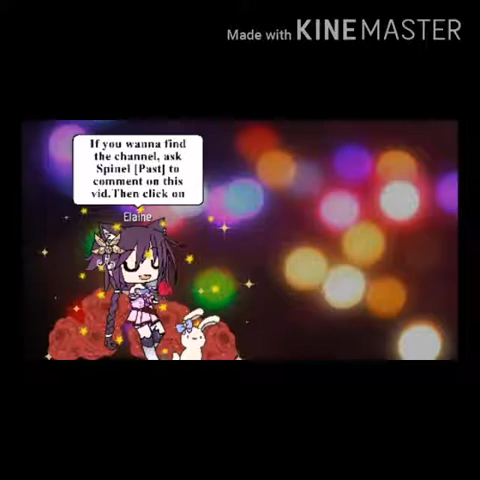 Made with KINEMASTER
If you wanna find
the channel, ask
Spinel [Past] to
comment on this
vid.Then click on
Elaine